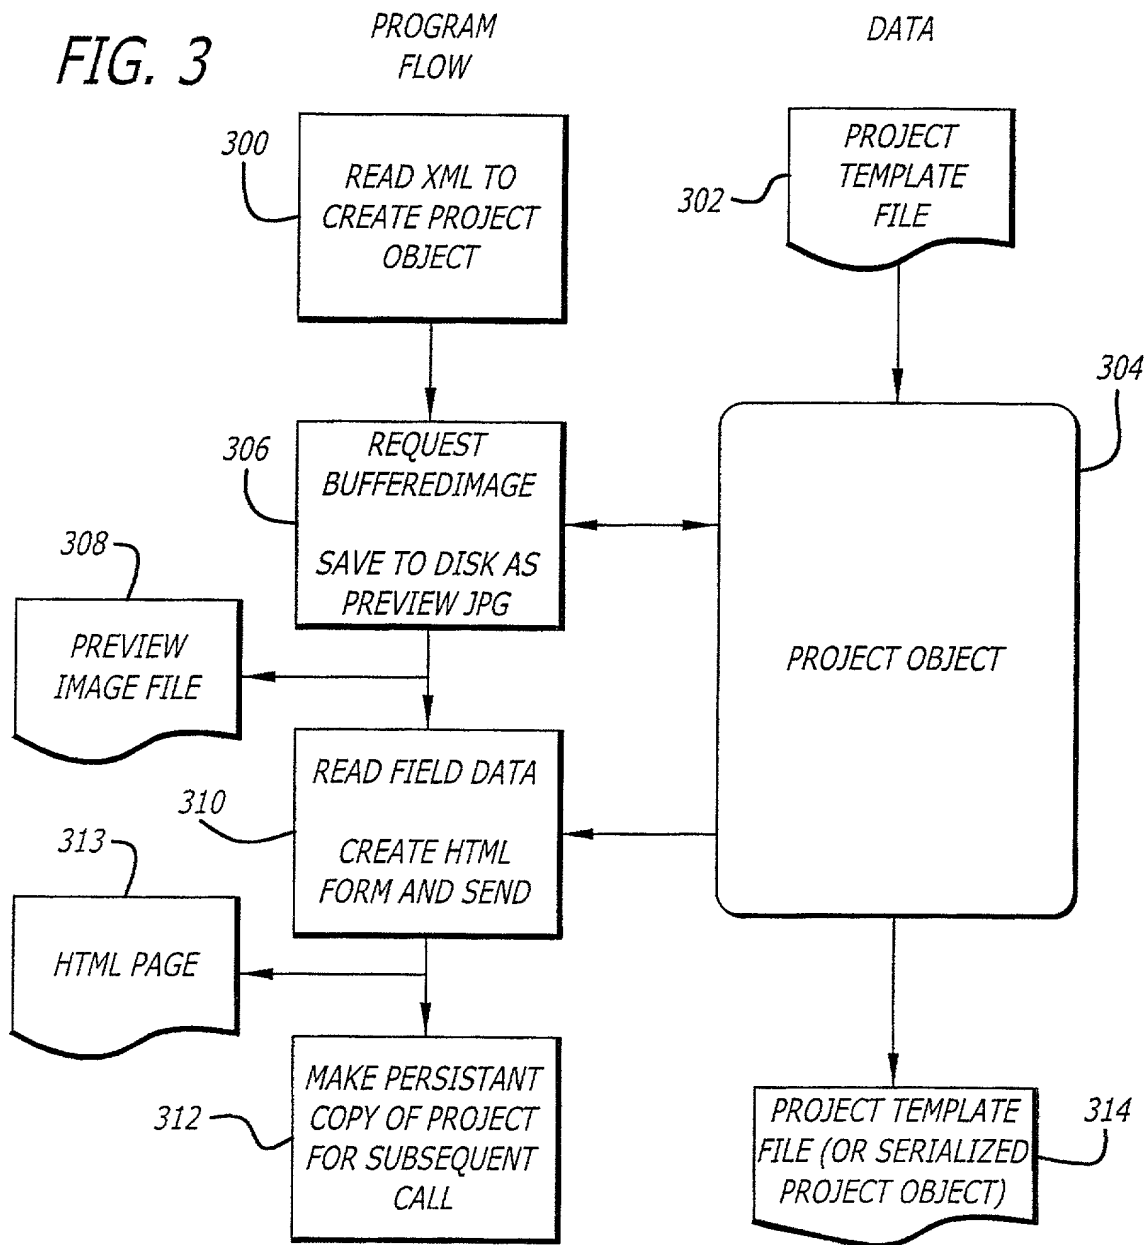 FIG. 3
PROGRAM
FLOW
DATA
300
READ XML TO
CREATE PROJECT
OBJECT
302
PROJECT
TEMPLATE
FILE
304
PROJECT OBJECT
306
REQUEST
BUFFEREDIMAGE
SAVE TO DISK AS
PREVIEW JPG
308
PREVIEW
IMAGE FILE
310
READ FIELD DATA
CREATE HTML
FORM AND SEND
313
HTML PAGE
312
MAKE PERSISTANT
COPY OF PROJECT
FOR SUBSEQUENT
CALL
314
PROJECT TEMPLATE
FILE (OR SERIALIZED
PROJECT OBJECT)